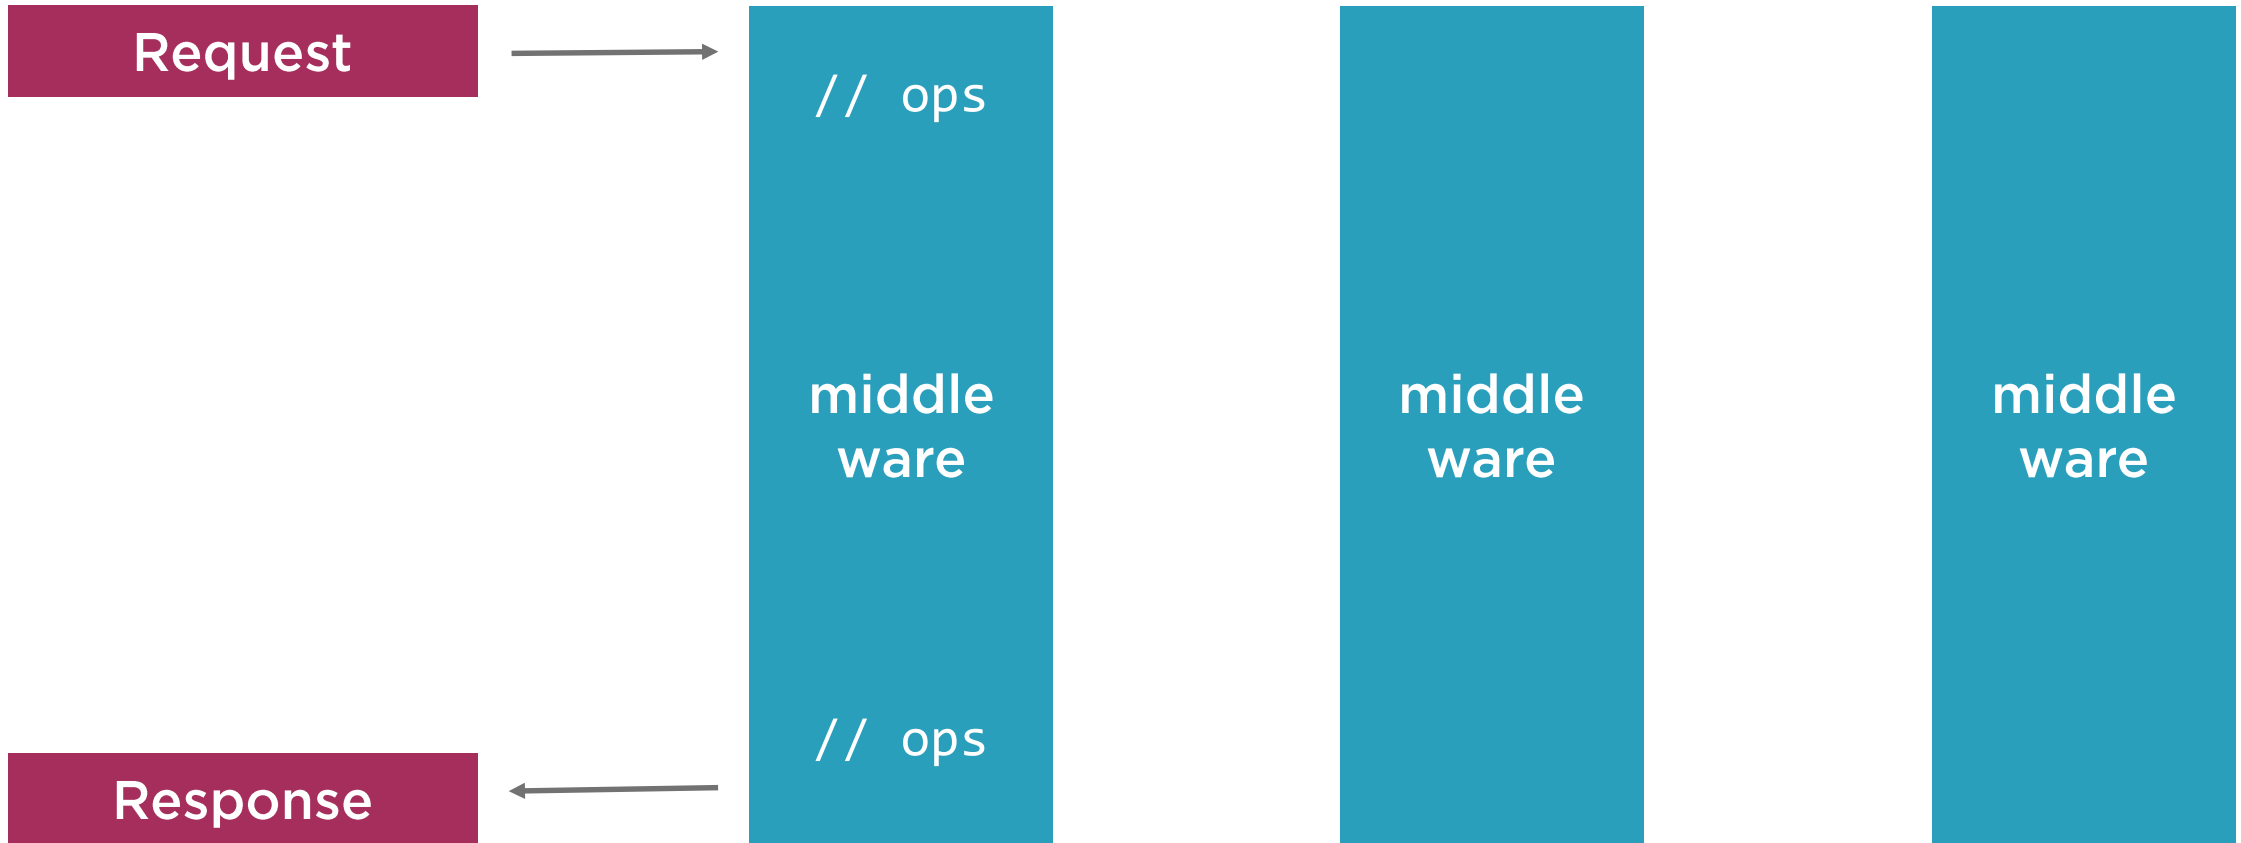 Request
// ops
middle
ware
middle
ware
middle
ware
// ops
Response